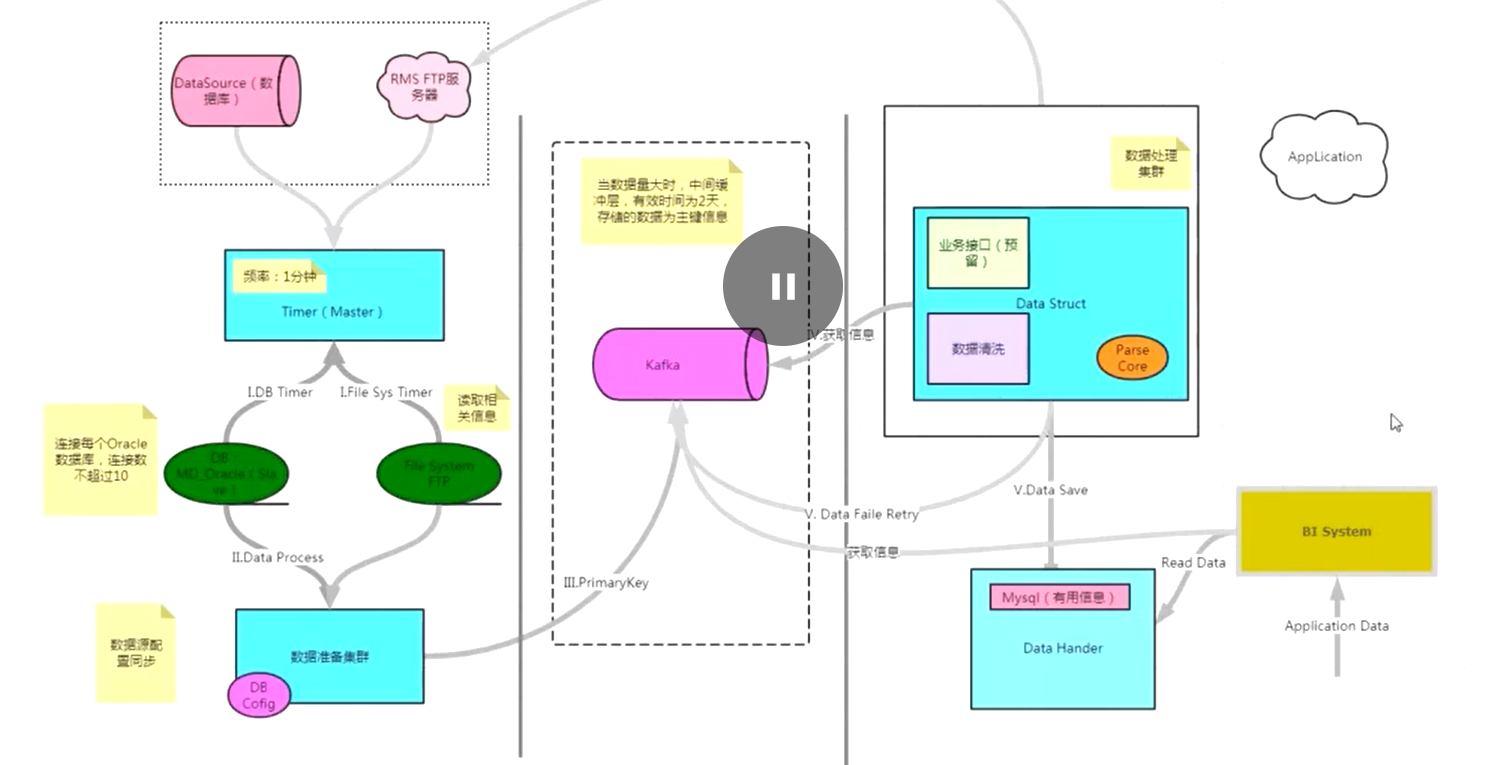 DataSource（数
据库）
RMS FTP服
务器
频率：1分钟
Timer（Master）
I.DB Timer
I.File Sys Timer
读取相
关信息
连接每个Oracle
数据库，连接数
不超过10
DB：
MD_Oracle（Sla
ve）
File System
FTP
II.Data Process
数据源配
置同步
数据准备集群
DB
Cofig
III.PrimaryKey
当数据量大时，中间缓
冲层，有效时间为2天，
存储的数据为主键信息
Kafka
IV.获取信息
V. Data Faile Retry
获取信息
数据处理
集群
业务接口（预
留）
Data Struct
数据清洗
Parse
Core
V.Data Save
Mysql（有用信息）
Data Hander
Read Data
AppLication
BI System
Application Data